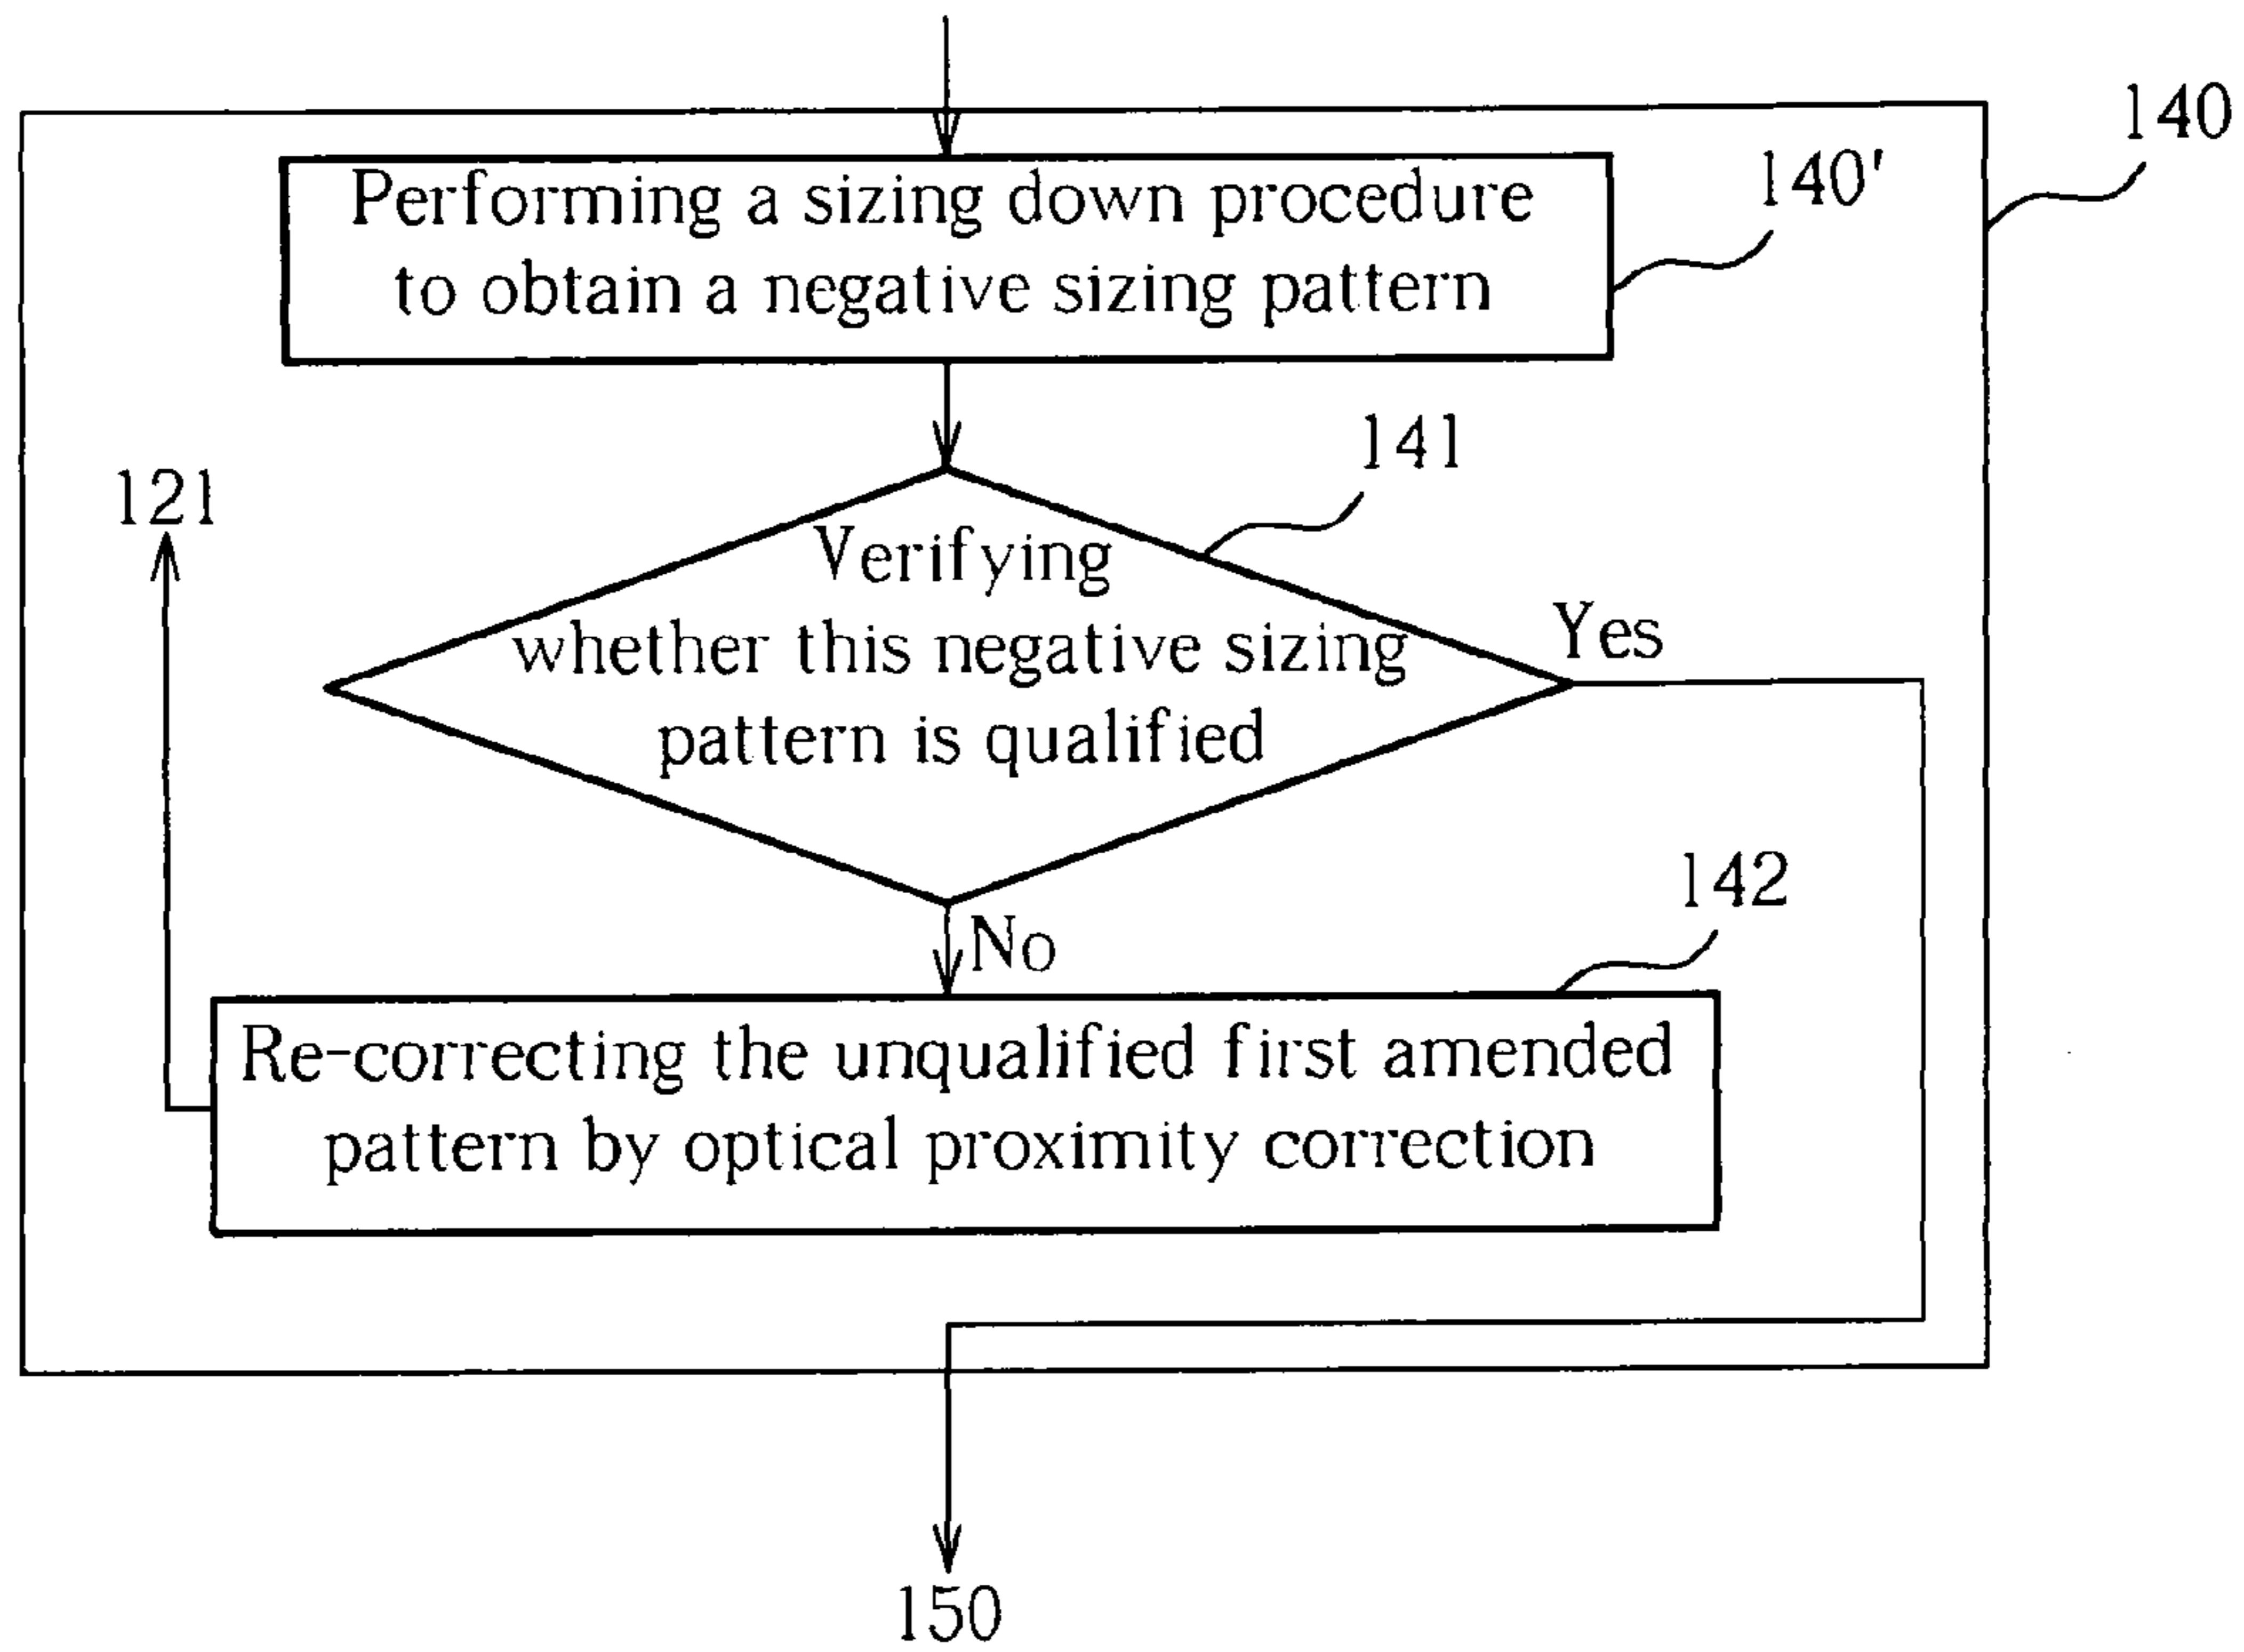 140
140'
Performing a sizing down procedure
to obtain a negative sizing pattern
141
121
Verifying
whether this negative sizing
pattern is qualified
Yes
No
142
Re-correcting the unqualified first amended
pattern by optical proximity correction
150